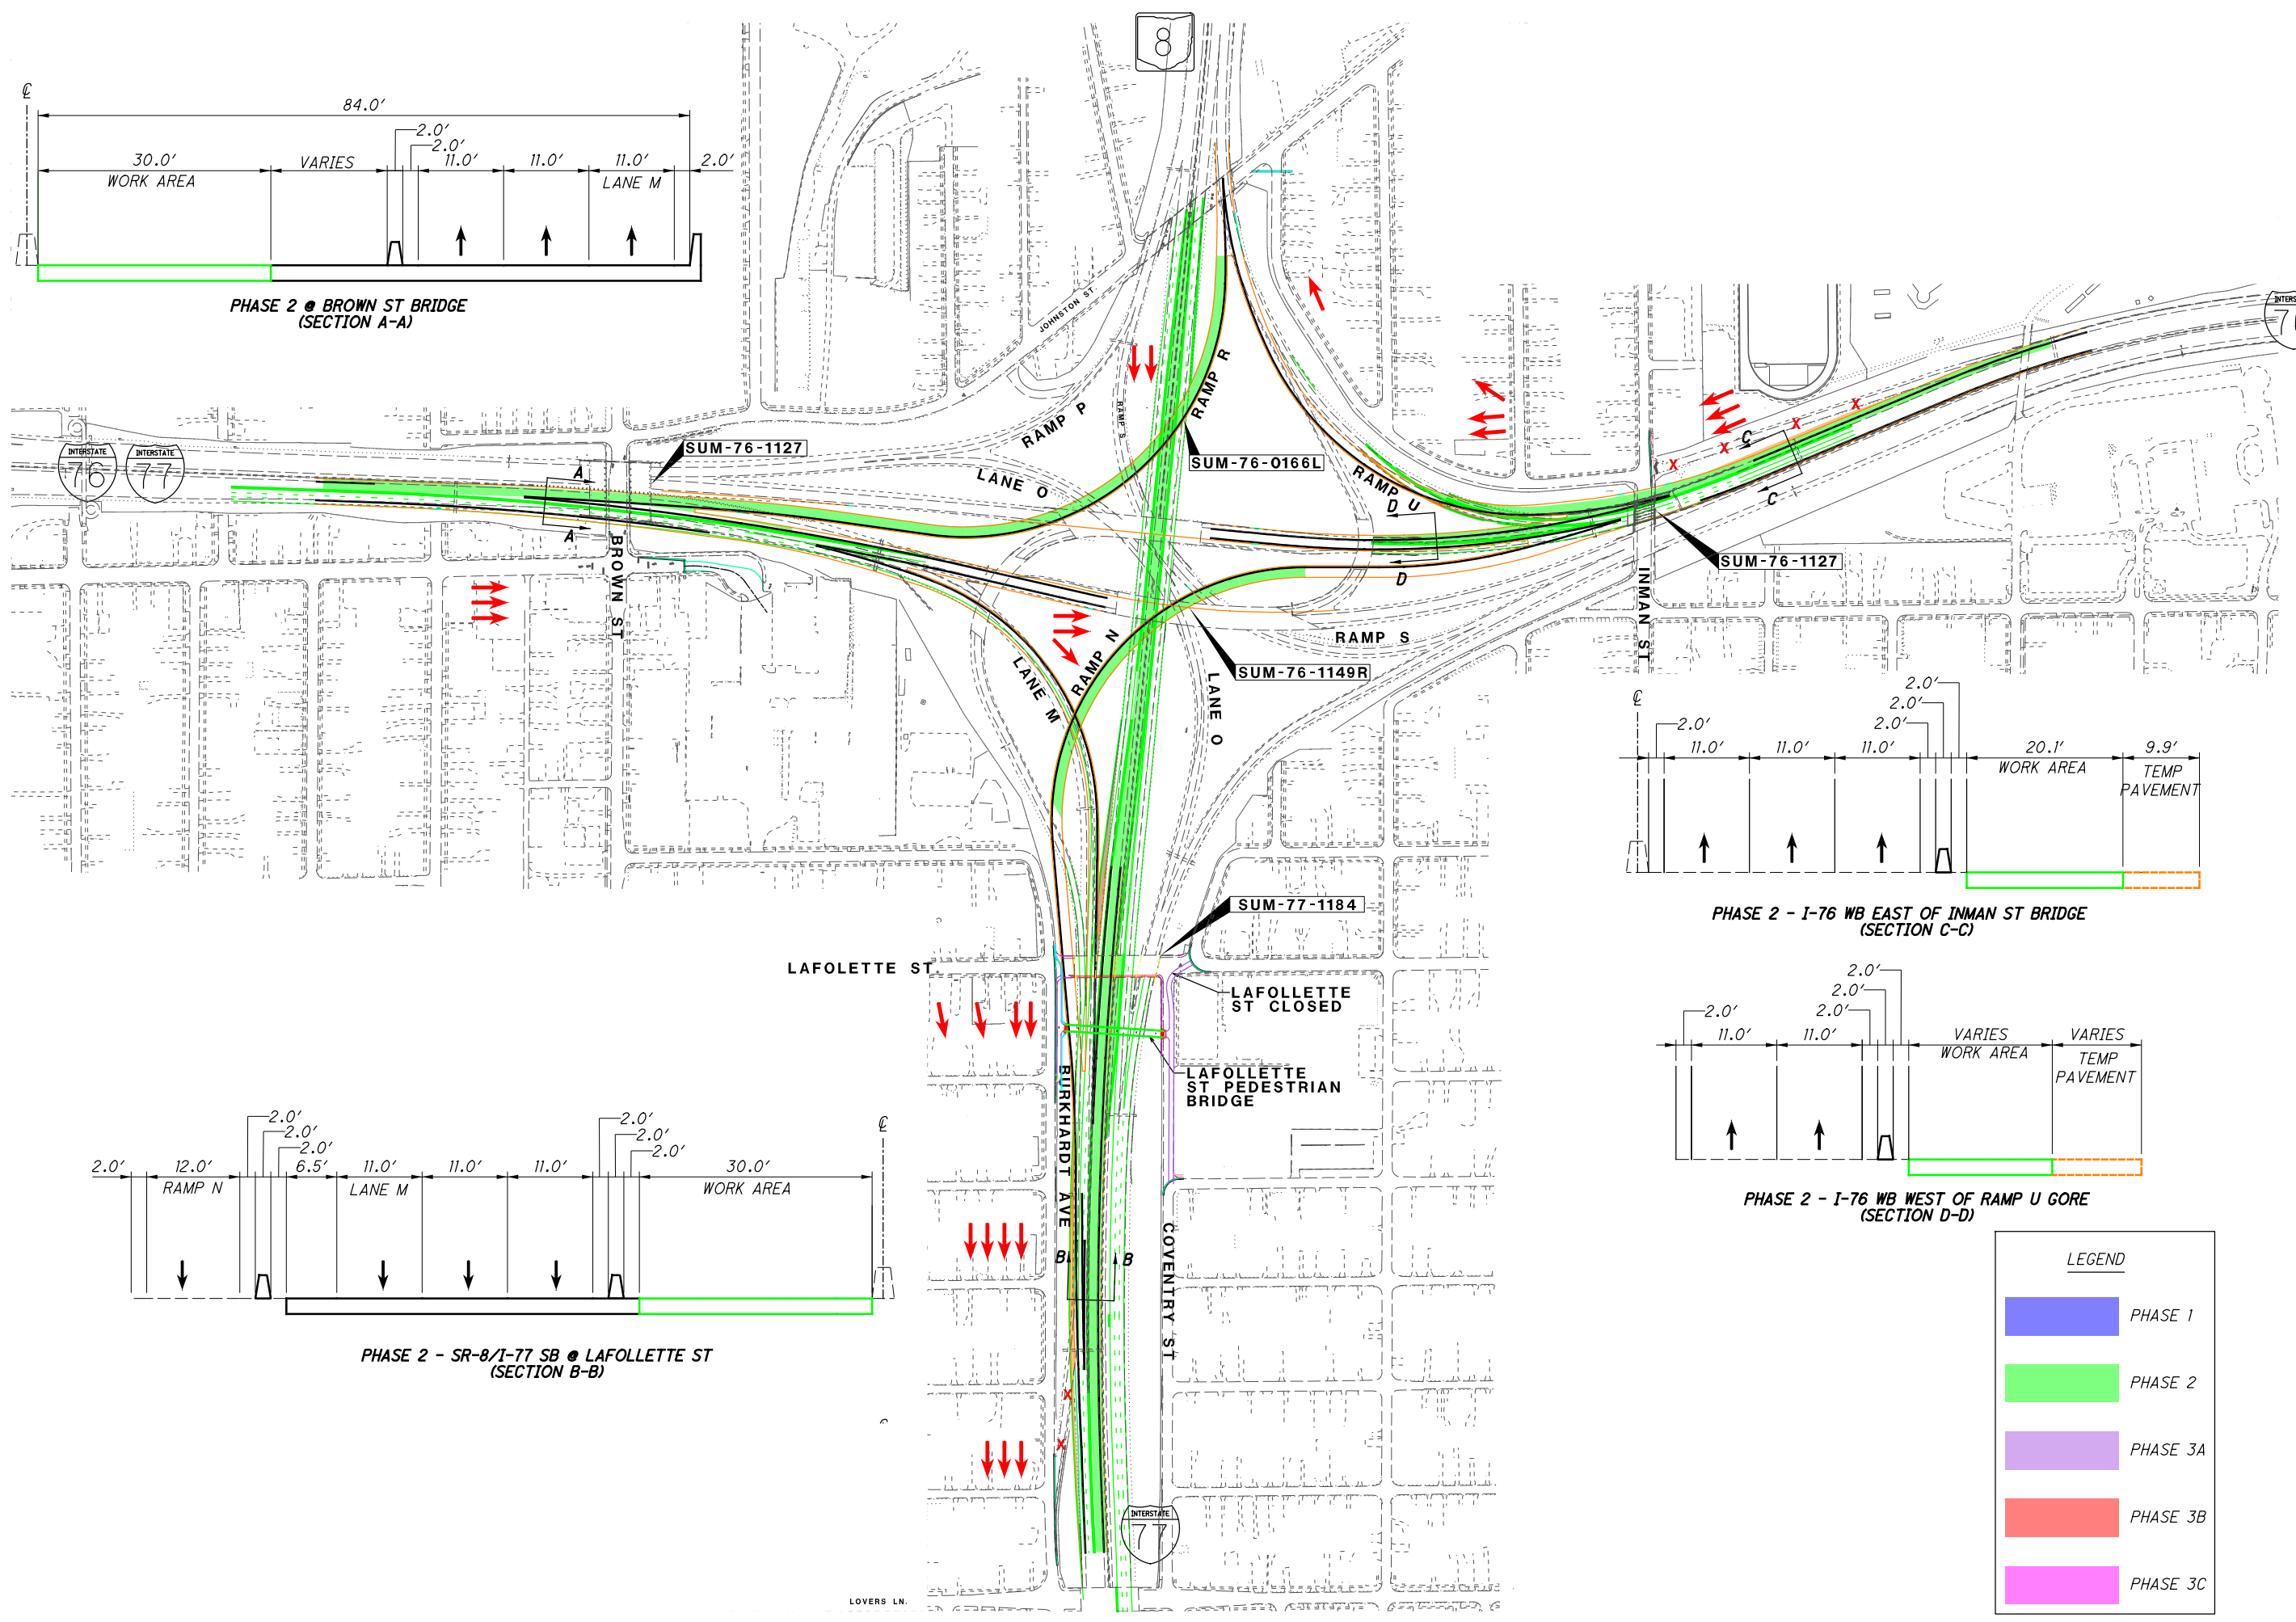 8
℄
84.0'
2.0'
2.0'
30.0'
VARIES
11.0'
11.0'
11.0'
2.0'
WORK AREA
LANE M
PHASE 2 @ BROWN ST BRIDGE
(SECTION A-A)
JOHNSTON ST.
RAMP P
RAMP S
RAMP R
INTERSTATE
76
INTERSTATE
77
A
A
SUM-76-1127
LANE O
SUM-76-0166L
RAMP U
D
D
C
C
X
X
X
X
SUM-76-1127
BROWN ST
INMAN ST
RAMP N
LANE M
RAMP S
SUM-76-1149R
LANE O
℄
2.0'
2.0'
2.0'
2.0'
11.0'
11.0'
11.0'
20.1'
9.9'
WORK AREA
TEMP
PAVEMENT
PHASE 2 - I-76 WB EAST OF INMAN ST BRIDGE
(SECTION C-C)
SUM-77-1184
LAFOLETTE ST.
LAFOLLETTE
ST CLOSED
LAFOLLETTE
ST PEDESTRIAN
BRIDGE
BURKHARDT AVE
COVENTRY ST
B
B
2.0'
2.0'
2.0'
2.0'
11.0'
11.0'
VARIES
VARIES
WORK AREA
TEMP
PAVEMENT
PHASE 2 - I-76 WB WEST OF RAMP U GORE
(SECTION D-D)
℄
2.0'
2.0'
2.0'
2.0'
2.0'
2.0'
2.0'
12.0'
6.5'
11.0'
11.0'
11.0'
30.0'
RAMP N
LANE M
WORK AREA
PHASE 2 - SR-8/I-77 SB @ LAFOLLETTE ST
(SECTION B-B)
X
X
INTERSTATE
77
LOVERS LN.
LEGEND
PHASE 1
PHASE 2
PHASE 3A
PHASE 3B
PHASE 3C